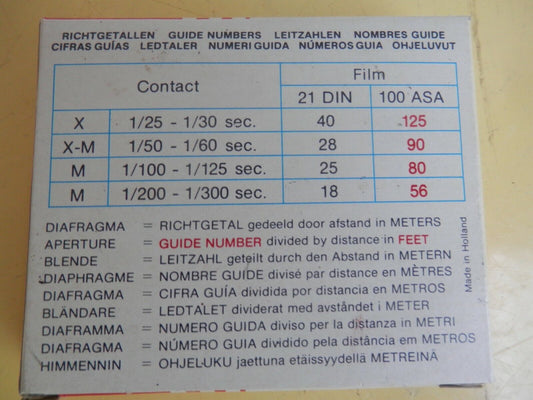 RICHTGETALLEN GUIDE NUMBERS LEITZAHLEN NOMBRES GUIDE
CIFRAS GUÍAS LEDTALER NUMERI GUIDA NÚMEROS GUIA OHJELUVUT
Contact Film
21 DIN 100 ASA
X 1/25 - 1/30 sec. 40 125
X-M 1/50 - 1/60 sec. 28 90
M 1/100 - 1/125 sec. 25 80
M 1/200 - 1/300 sec. 18 56
DIAFRAGMA = RICHTGETAL gedeeld door afstand in METERS
APERTURE = GUIDE NUMBER divided by distance in FEET
BLENDE = LEITZAHL geteilt durch den Abstand in METERN
DIAPHRAGME = NOMBRE GUIDE divisé par distance en MÈTRES
DIAFRAGMA = CIFRA GUÍA dividida por distancia en METROS
BLÄNDARE = LEDTALET dividerat med avståndet i METER
DIAFRAMMA = NUMERO GUIDA diviso per la distanza in METRI
DIAFRAGMA = NÚMERO GUIA dividido pela distância em METROS
HIMMENNIN = OHJELUKU jaettuna etäissyydellä METREINÄ
Made in Holland